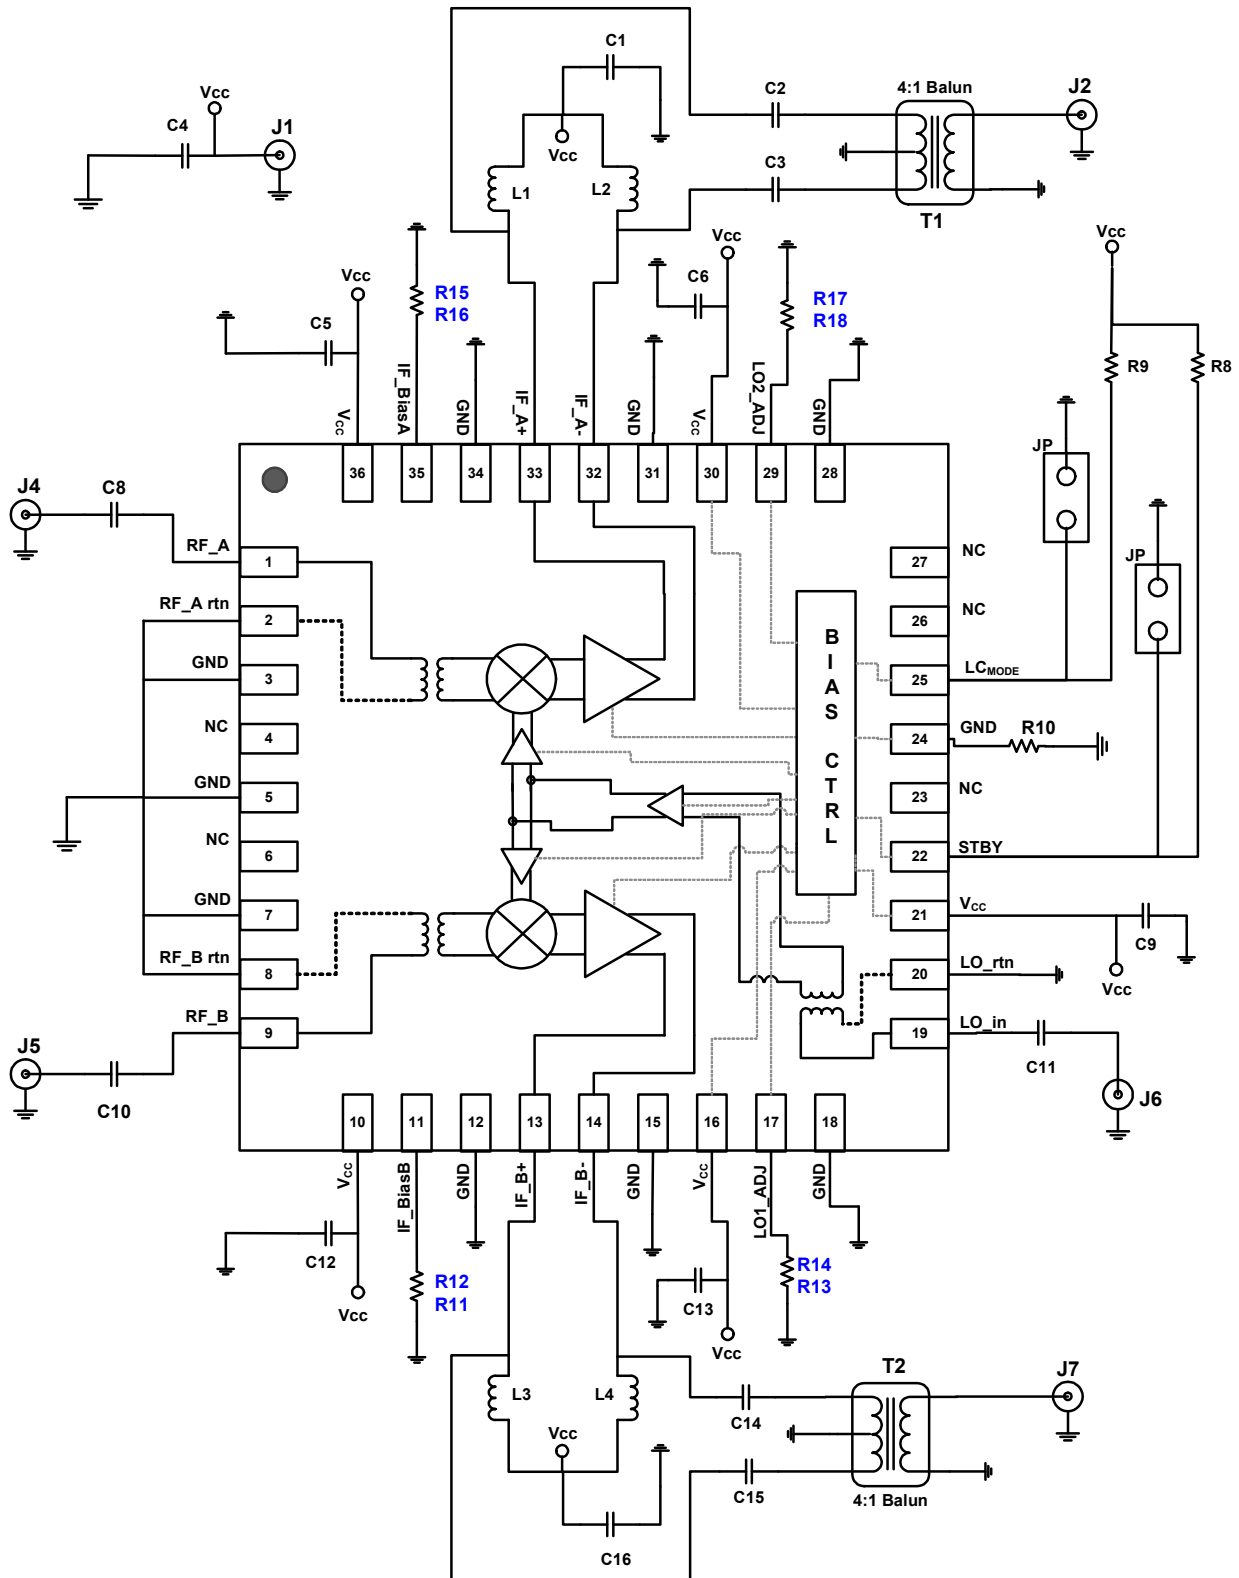 C1
C2
4:1 Balun
J2
Vcc
C4
J1
Vcc
C3
L1
L2
T1
Vcc
Vcc
C6
Vcc
R15
R16
R17
R18
C5
R9
R8
VCC
IF_BiasA
GND
IF_A+
IF_A-
GND
VCC
LO2_ADJ
GND
JP
36
35
34
33
32
31
30
29
28
J4
C8
RF_A
1
27
NC
JP
RF_A rtn
2
26
NC
GND
3
25
LCMODE
NC
4
24
GND
R10
GND
5
23
NC
NC
6
22
STBY
GND
7
21
VCC
C9
RF_B rtn
8
20
LO_rtn
Vcc
RF_B
9
19
LO_in
BIAS CTRL
J5
C10
C11
J6
10
11
12
13
14
15
16
17
18
VCC
IF_BiasB
GND
IF_B+
IF_B-
GND
VCC
LO1_ADJ
GND
C12
R12
R11
C13
R14
R13
Vcc
Vcc
T2
J7
L3
L4
C14
Vcc
C15
4:1 Balun
C16